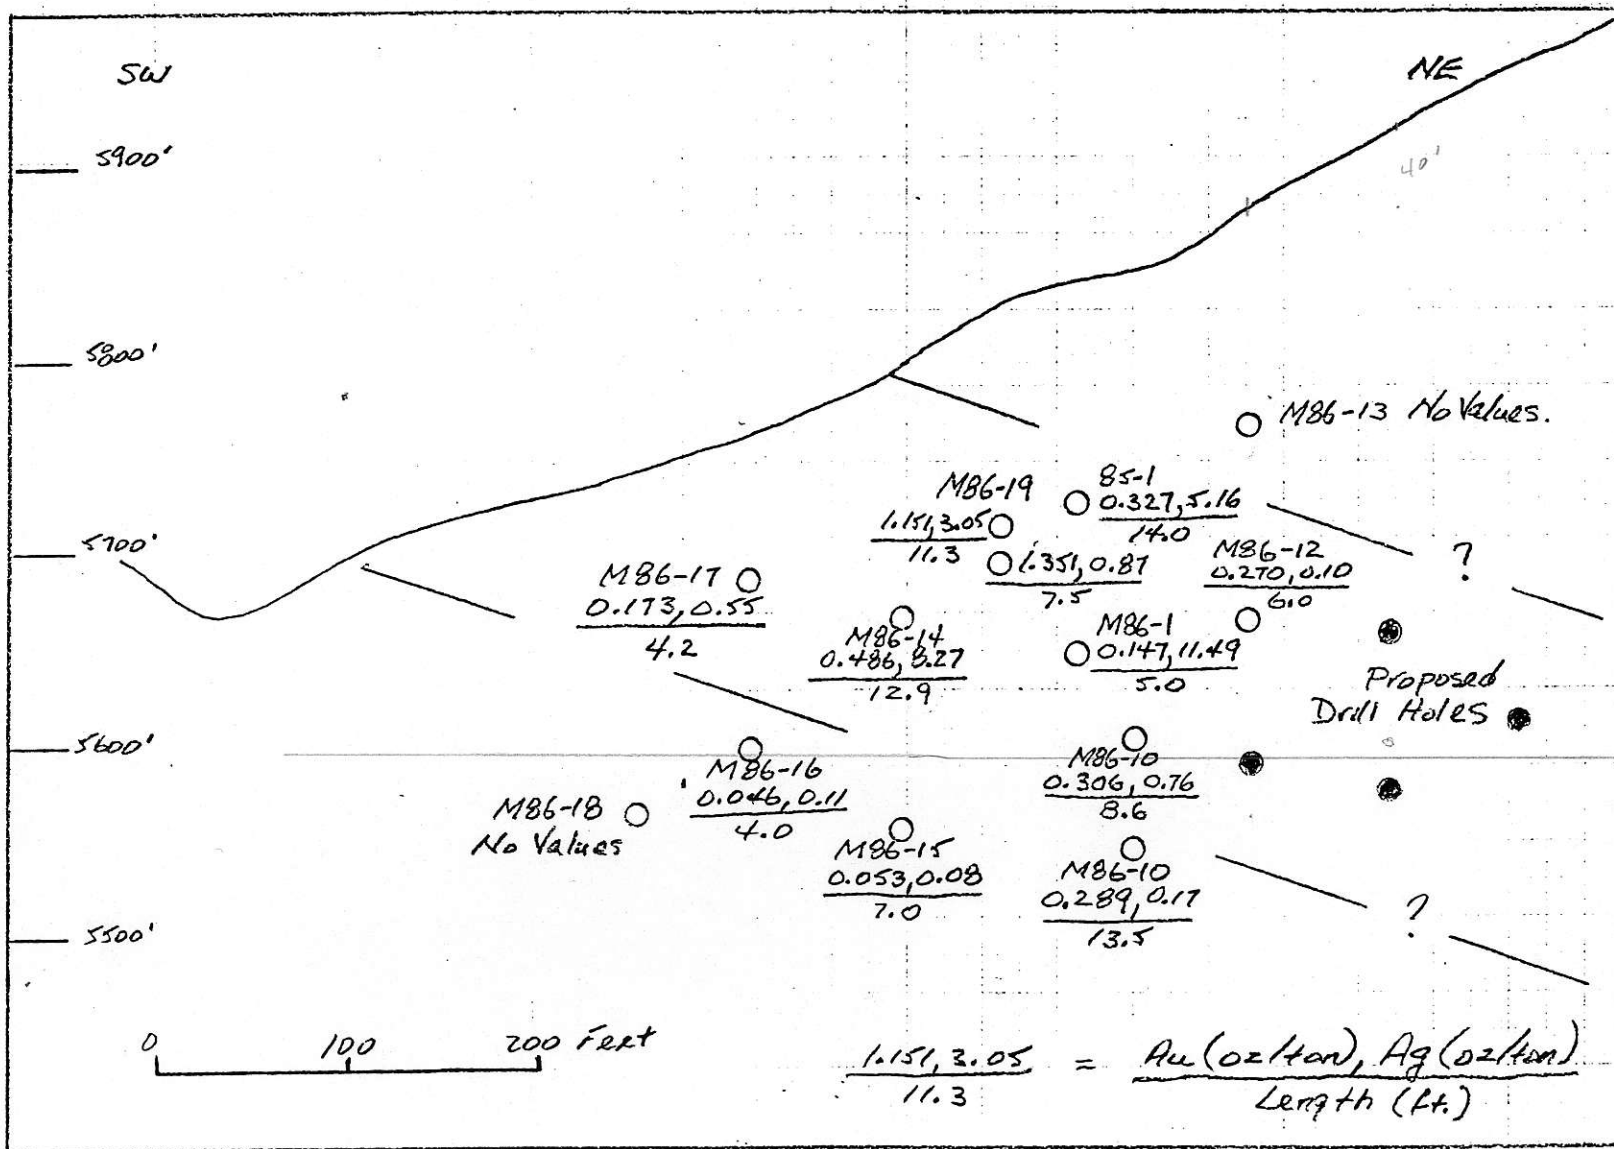 SW
NE
5900'
40'
5800'
M86-13 No Values.
85-1
0.327, 5.16
14.0
M86-19
1.151, 3.05
11.3
1.351, 0.87
7.5
5700'
M86-12
0.270, 0.10
6.0
?
M86-17
0.173, 0.55
4.2
M86-14
0.486, 8.27
12.9
M86-1
0.147, 11.49
5.0
Proposed
Drill Holes
5600'
M86-16
0.046, 0.11
4.0
M86-10
0.306, 0.76
8.6
M86-18
No Values
M86-15
0.053, 0.08
7.0
M86-10
0.289, 0.17
13.5
?
5500'
0 100 200 Feet
1.151, 3.05 = Au (oz/ton), Ag (oz/ton)
11.3 Length (ft.)